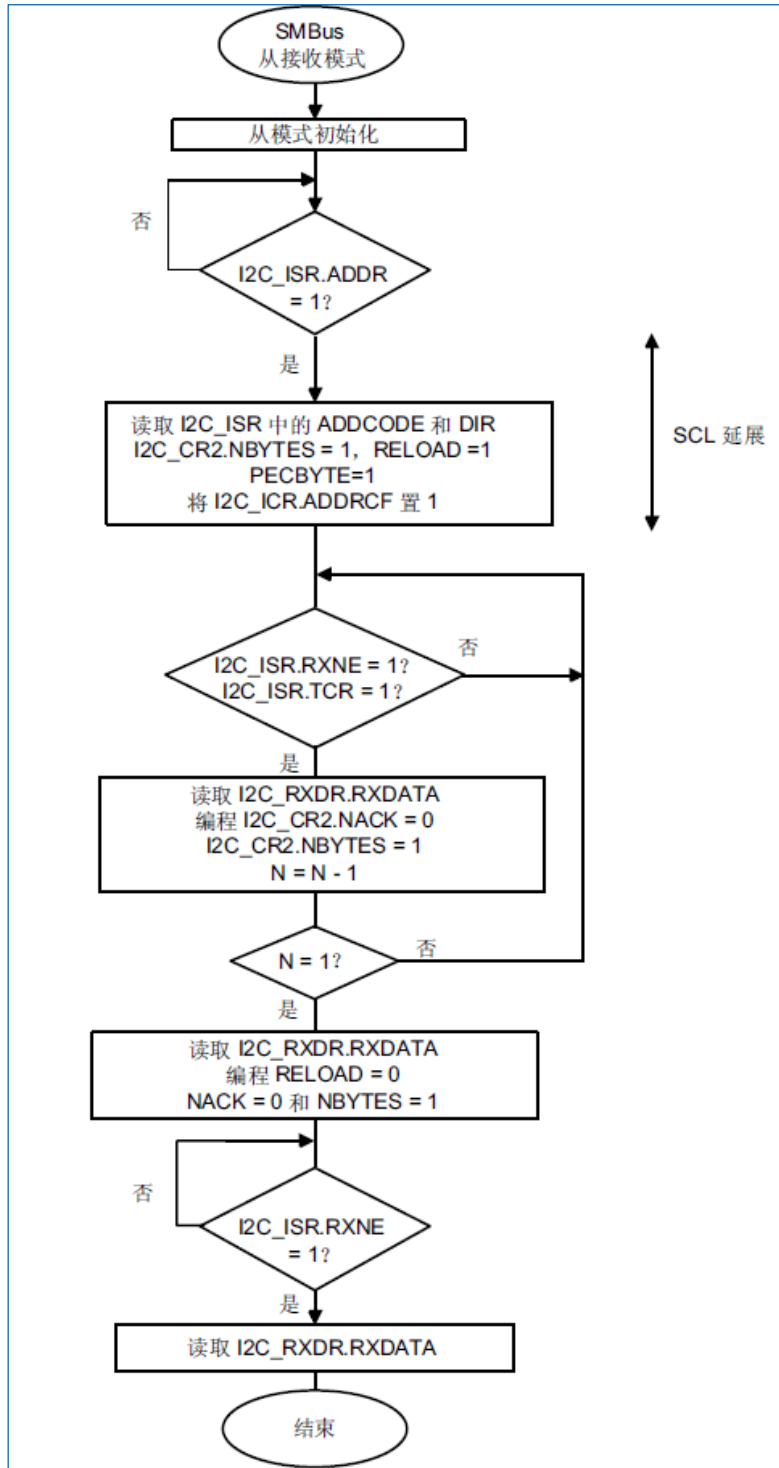 SMBus
从接收模式
从模式初始化
否
I2C_ISR.ADDR
= 1?
是
读取 I2C_ISR 中的 ADDCODE 和 DIR
I2C_CR2.NBYTES = 1, RELOAD =1
PECBYTE=1
将 I2C_ICR.ADDRCF 置 1
SCL 延展
I2C_ISR.RXNE = 1?
I2C_ISR.TCR = 1?
否
是
读取 I2C_RXDR.RXDATA
编程 I2C_CR2.NACK = 0
I2C_CR2.NBYTES = 1
N = N - 1
N = 1?
否
是
读取 I2C_RXDR.RXDATA
编程 RELOAD = 0
NACK = 0 和 NBYTES = 1
否
I2C_ISR.RXNE
= 1?
是
读取 I2C_RXDR.RXDATA
结束